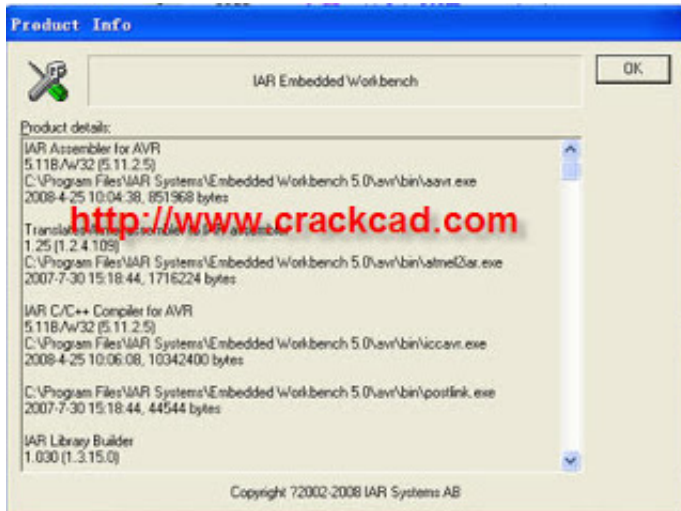 Product Info
IAR Embedded Workbench
OK
Product details:
IAR Assembler for AVR
5.11B/W32 (5.11.2.5)
C:\Program Files\IAR Systems\Embedded Workbench 5.0\avr\bin\aavr.exe
2008-4-25 10:04:38, 851968 bytes
http://www.crackcad.com
Translates assembler
1.25 (1.2.4.109)
C:\Program Files\IAR Systems\Embedded Workbench 5.0\avr\bin\atmel2iar.exe
2007-7-30 15:18:44, 1716224 bytes
IAR C/C++ Compiler for AVR
5.11B/W32 (5.11.2.5)
C:\Program Files\IAR Systems\Embedded Workbench 5.0\avr\bin\iccavr.exe
2008-4-25 10:06:08, 10342400 bytes
C:\Program Files\IAR Systems\Embedded Workbench 5.0\avr\bin\postlink.exe
2007-7-30 15:18:44, 44544 bytes
IAR Library Builder
1.030 (1.3.15.0)
Copyright ?2002-2008 IAR Systems AB